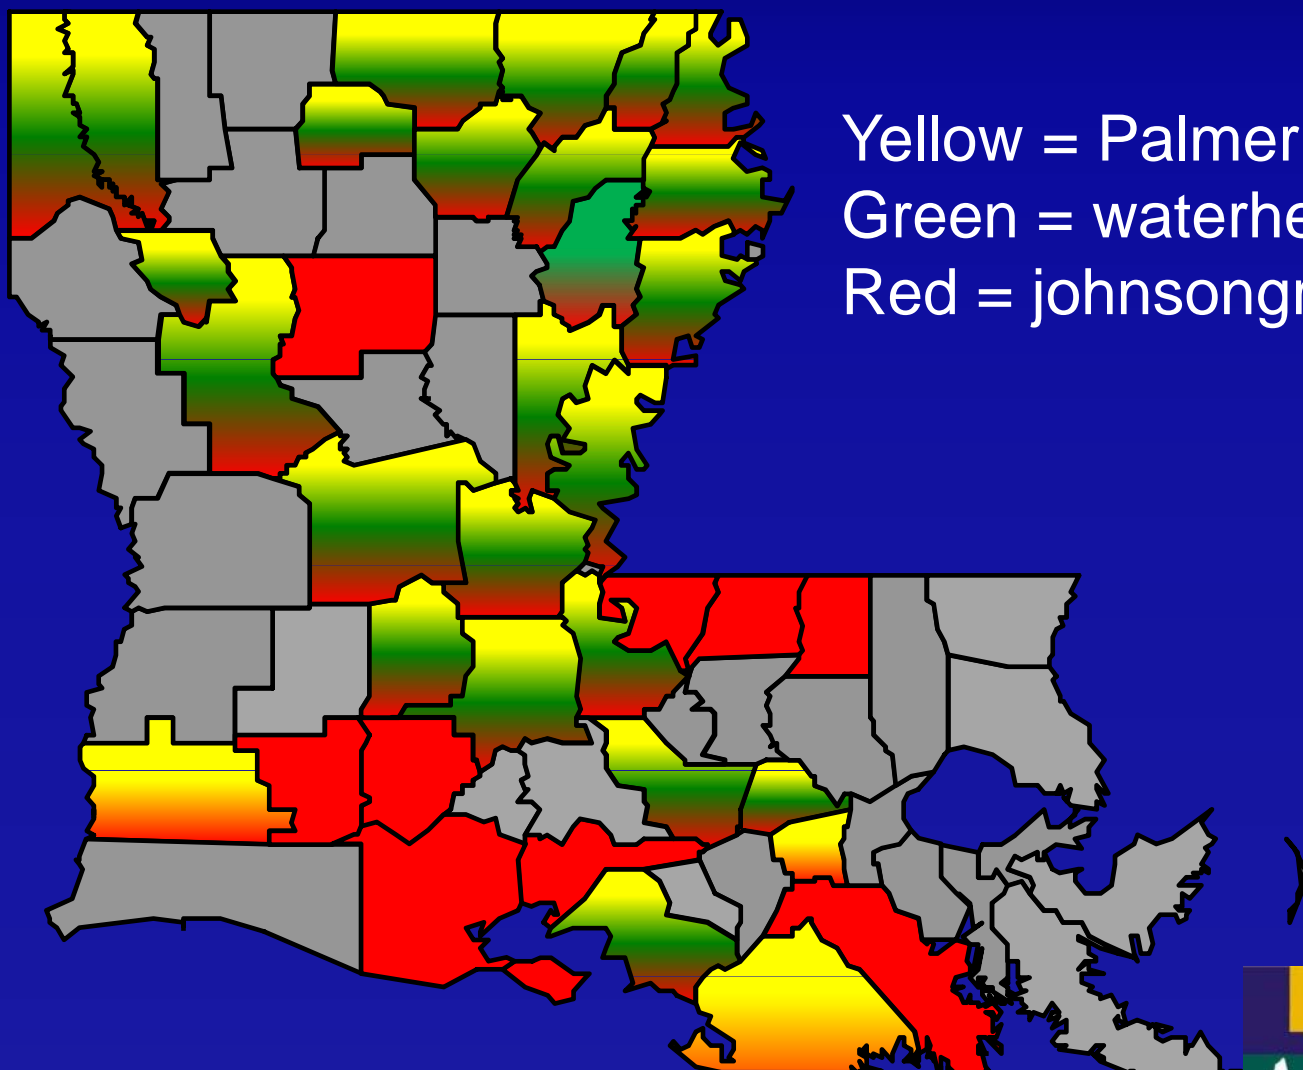 Yellow = Palmer
Green = waterhe
Red = johnsongr